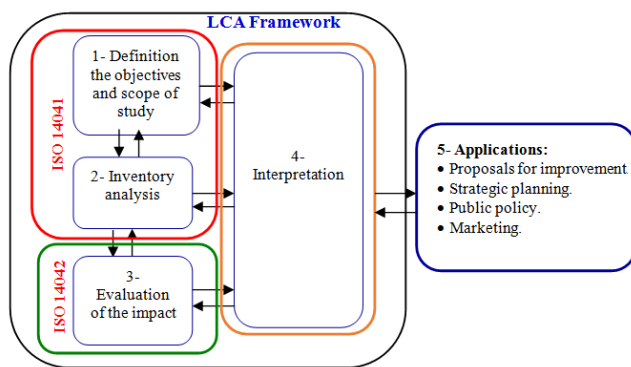 LCA Framework
ISO 14041
1- Definition
the objectives
and scope of
study
2- Inventory
analysis
ISO 14042
3-
Evaluation
of the impact
4-
Interpretation
5- Applications:
• Proposals for improvement.
• Strategic planning.
• Public policy.
• Marketing.